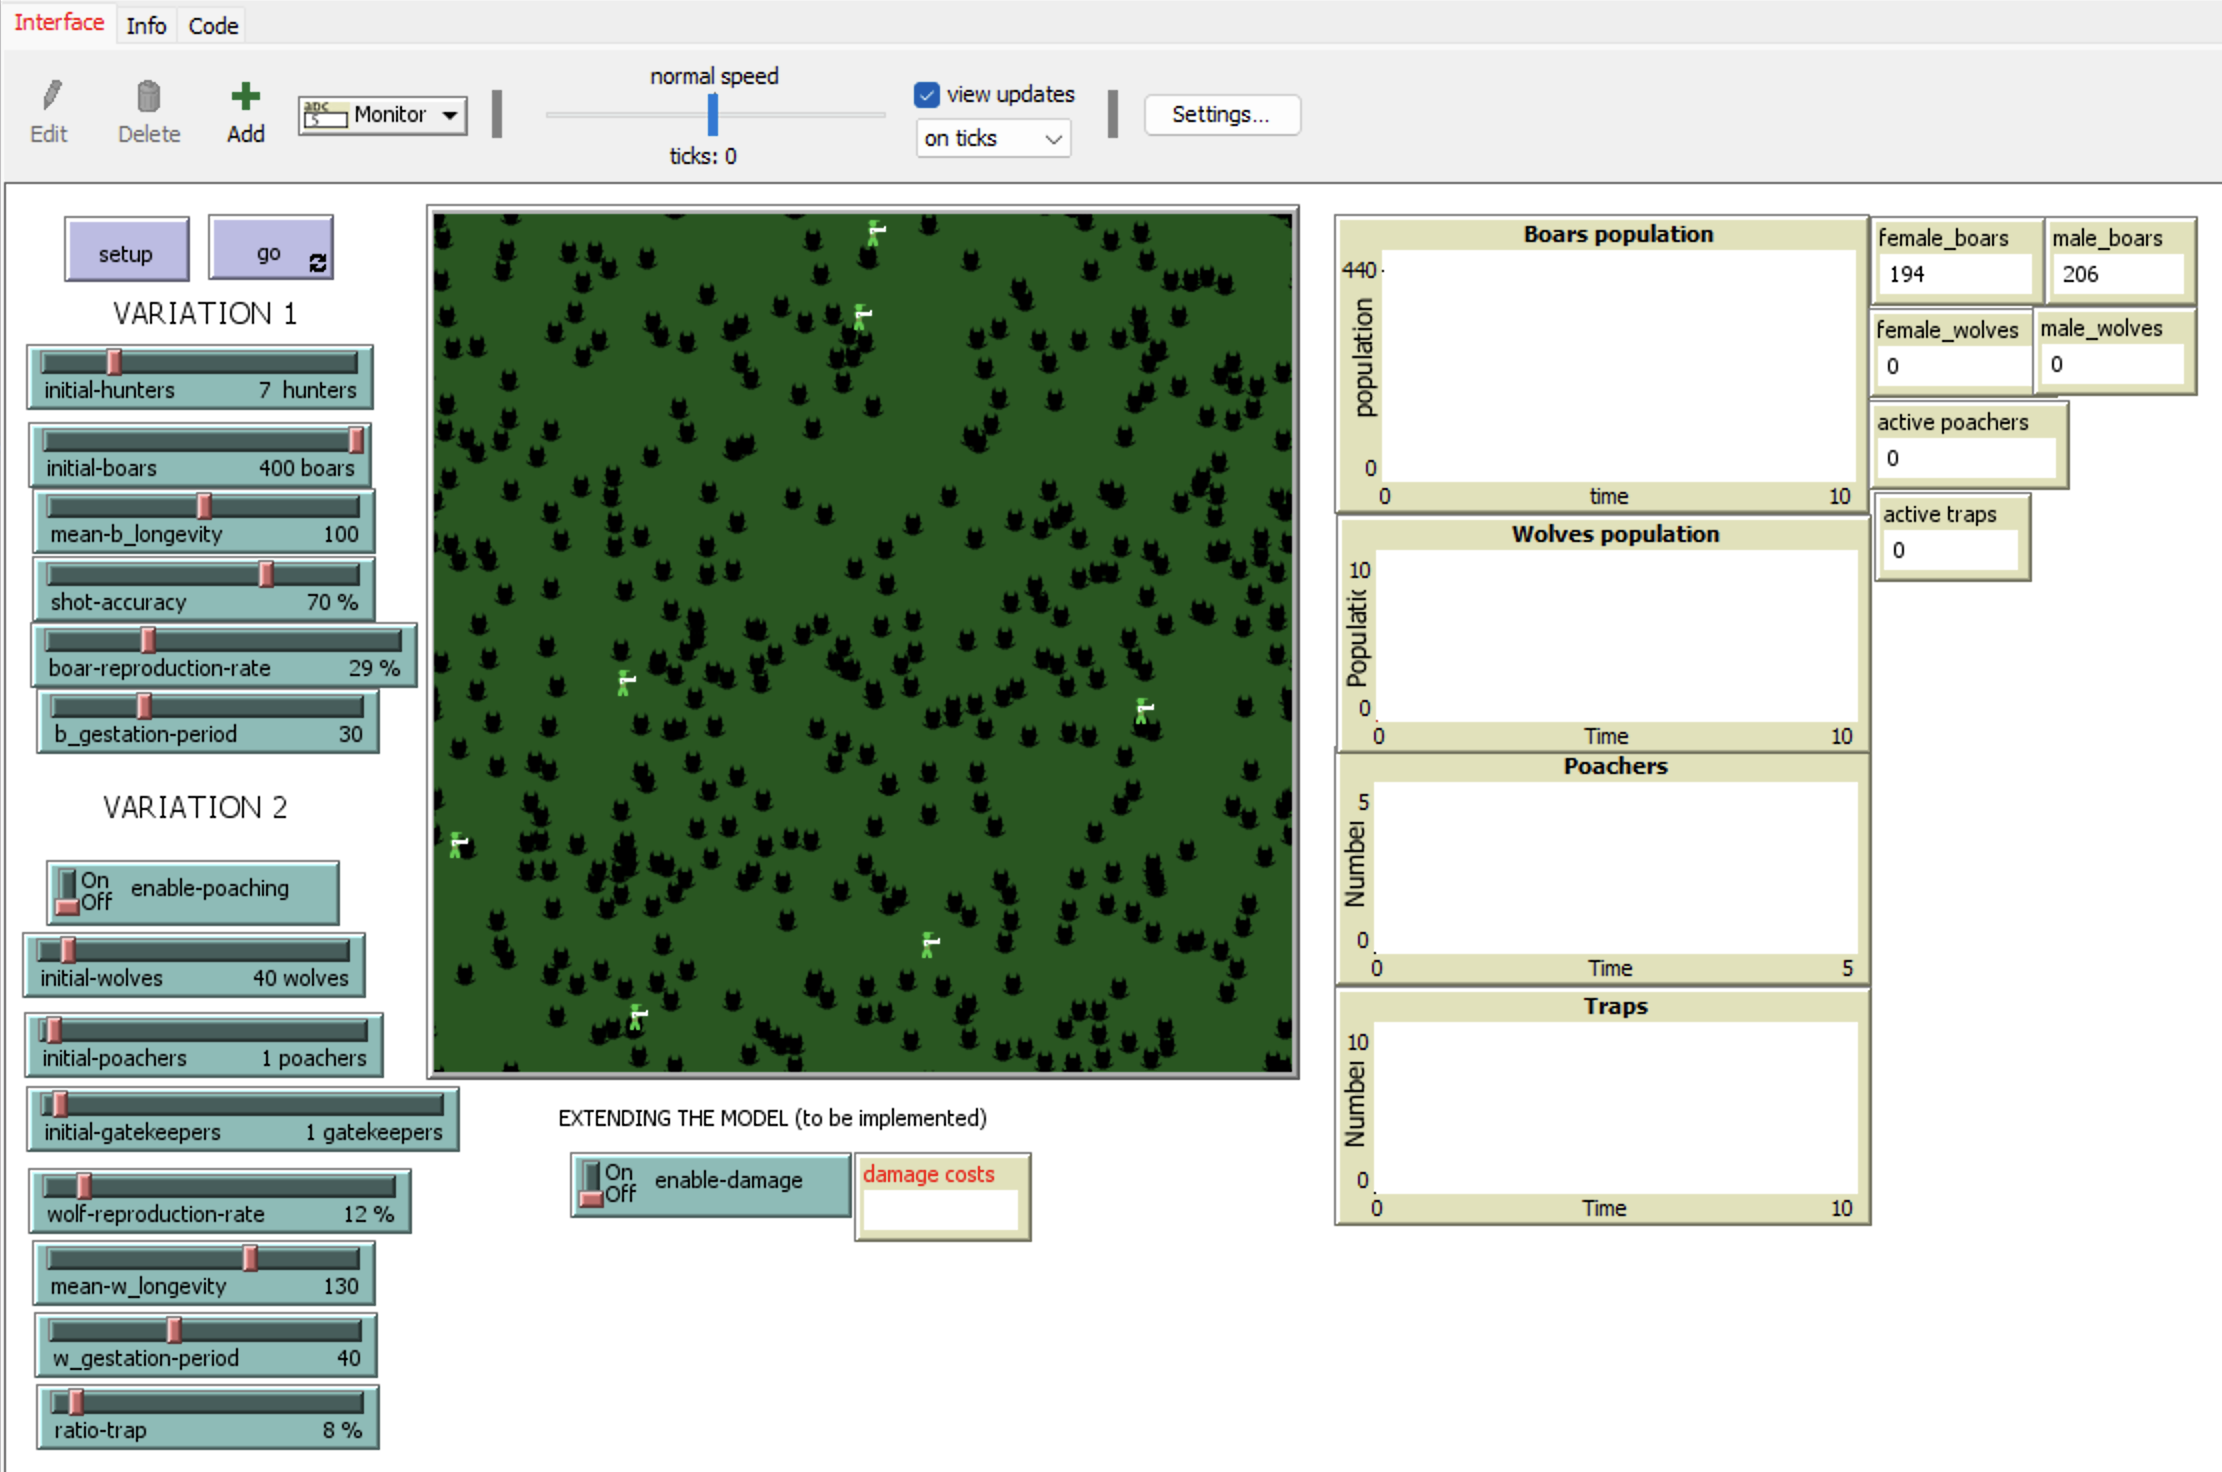 Interface Info Code
Edit
Delete
Add
Monitor
normal speed
ticks: 0
view updates
on ticks
Settings...
setup
go
VARIATION 1
initial-hunters 7 hunters
initial-boars 400 boars
mean-b_longevity 100
shot-accuracy 70 %
boar-reproduction-rate 29 %
b_gestation-period 30
VARIATION 2
On
Off
enable-poaching
initial-wolves 40 wolves
initial-poachers 1 poachers
initial-gatekeepers 1 gatekeepers
wolf-reproduction-rate 12 %
mean-w_longevity 130
w_gestation-period 40
ratio-trap 8 %
EXTENDING THE MODEL (to be implemented)
On
Off
enable-damage
damage costs
Boars population
440
population
0
0 time 10
Wolves population
10
Populatic
0
0 Time 10
Poachers
5
Number
0
0 Time 5
Traps
10
Number
0
0 Time 10
female_boars
194
male_boars
206
female_wolves
0
male_wolves
0
active poachers
0
active traps
0